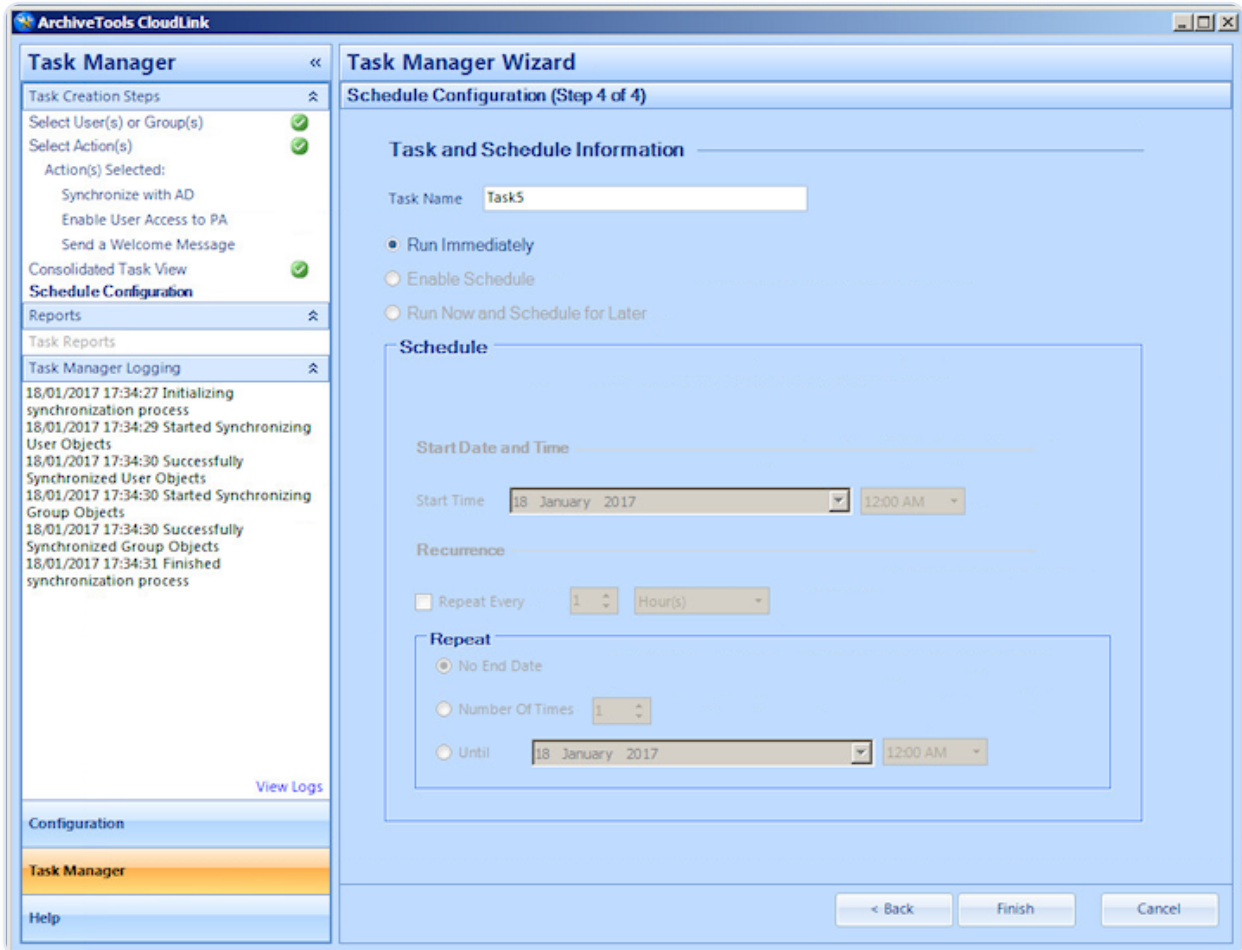 ArchiveTools CloudLink
Task Manager «
Task Creation Steps
Select User(s) or Group(s)
Select Action(s)
Action(s) Selected:
Synchronize with AD
Enable User Access to PA
Send a Welcome Message
Consolidated Task View
Schedule Configuration
Reports
Task Reports
Task Manager Logging
18/01/2017 17:34:27 Initializing
synchronization process
18/01/2017 17:34:29 Started Synchronizing
User Objects
18/01/2017 17:34:30 Successfully
Synchronized User Objects
18/01/2017 17:34:30 Started Synchronizing
Group Objects
18/01/2017 17:34:30 Successfully
Synchronized Group Objects
18/01/2017 17:34:31 Finished
synchronization process
View Logs
Configuration
Task Manager
Help
Task Manager Wizard
Schedule Configuration (Step 4 of 4)
Task and Schedule Information
Task Name Task5
Run Immediately
Enable Schedule
Run Now and Schedule for Later
Schedule
Start Date and Time
Start Time 18 January 2017 12:00 AM
Recurrence
Repeat Every 1 Hour(s)
Repeat
No End Date
Number Of Times 1
Until 18 January 2017 12:00 AM
< Back Finish Cancel